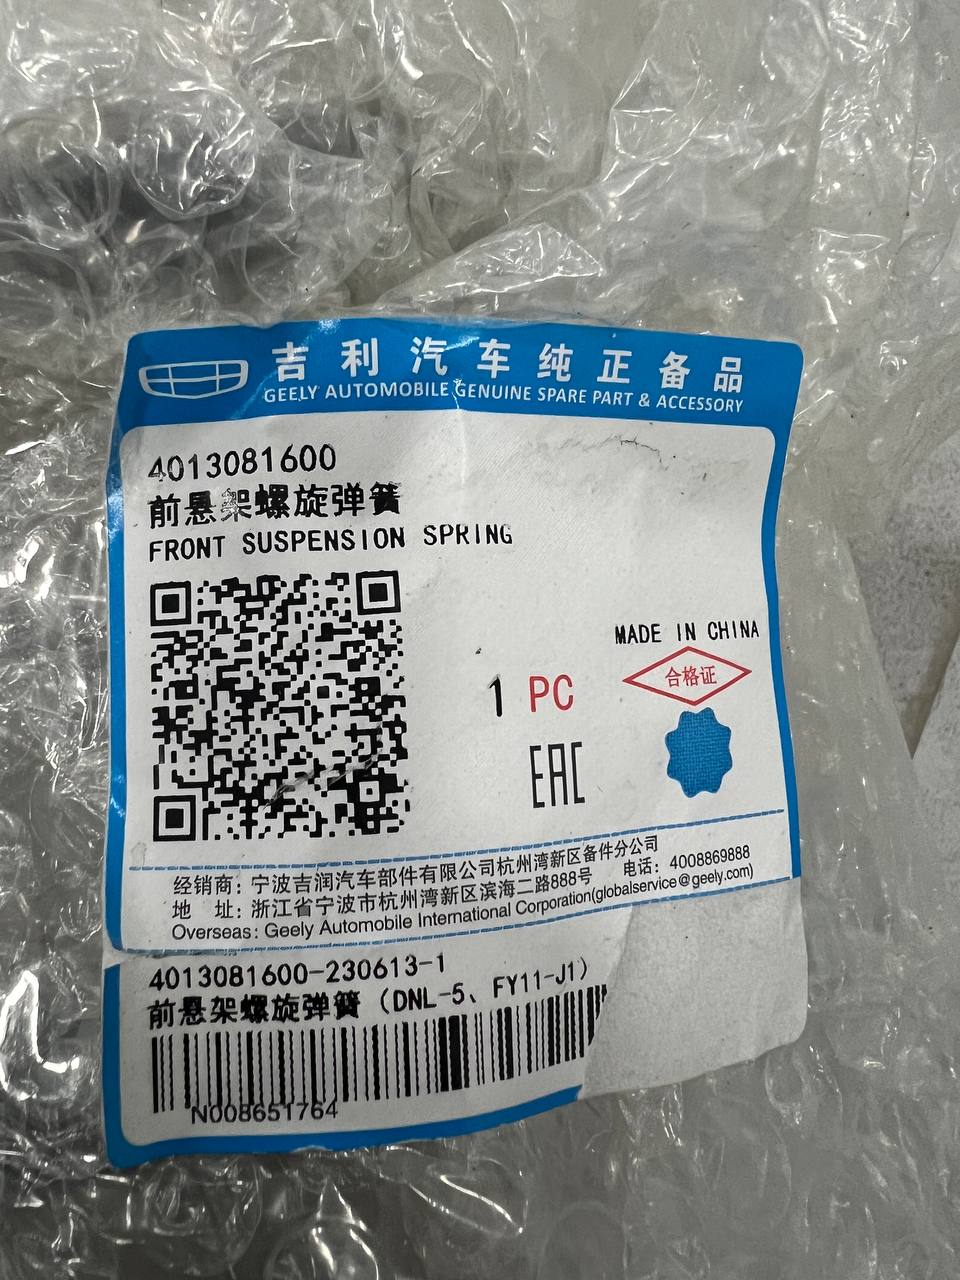 吉利汽车纯正备品
GEELY AUTOMOBILE GENUINE SPARE PART & ACCESSORY
4013081600
前悬架螺旋弹簧
FRONT SUSPENSION SPRING
MADE IN CHINA
合格证
1 PC
EAC
经销商：宁波吉润汽车部件有限公司杭州湾新区备件分公司
地 址：浙江省宁波市杭州湾新区滨海二路888号 电话：4008869888
Overseas: Geely Automobile International Corporation(globalservice@geely.com)
4013081600-230613-1
前悬架螺旋弹簧（DNL-5、FY11-J1）
N008651764